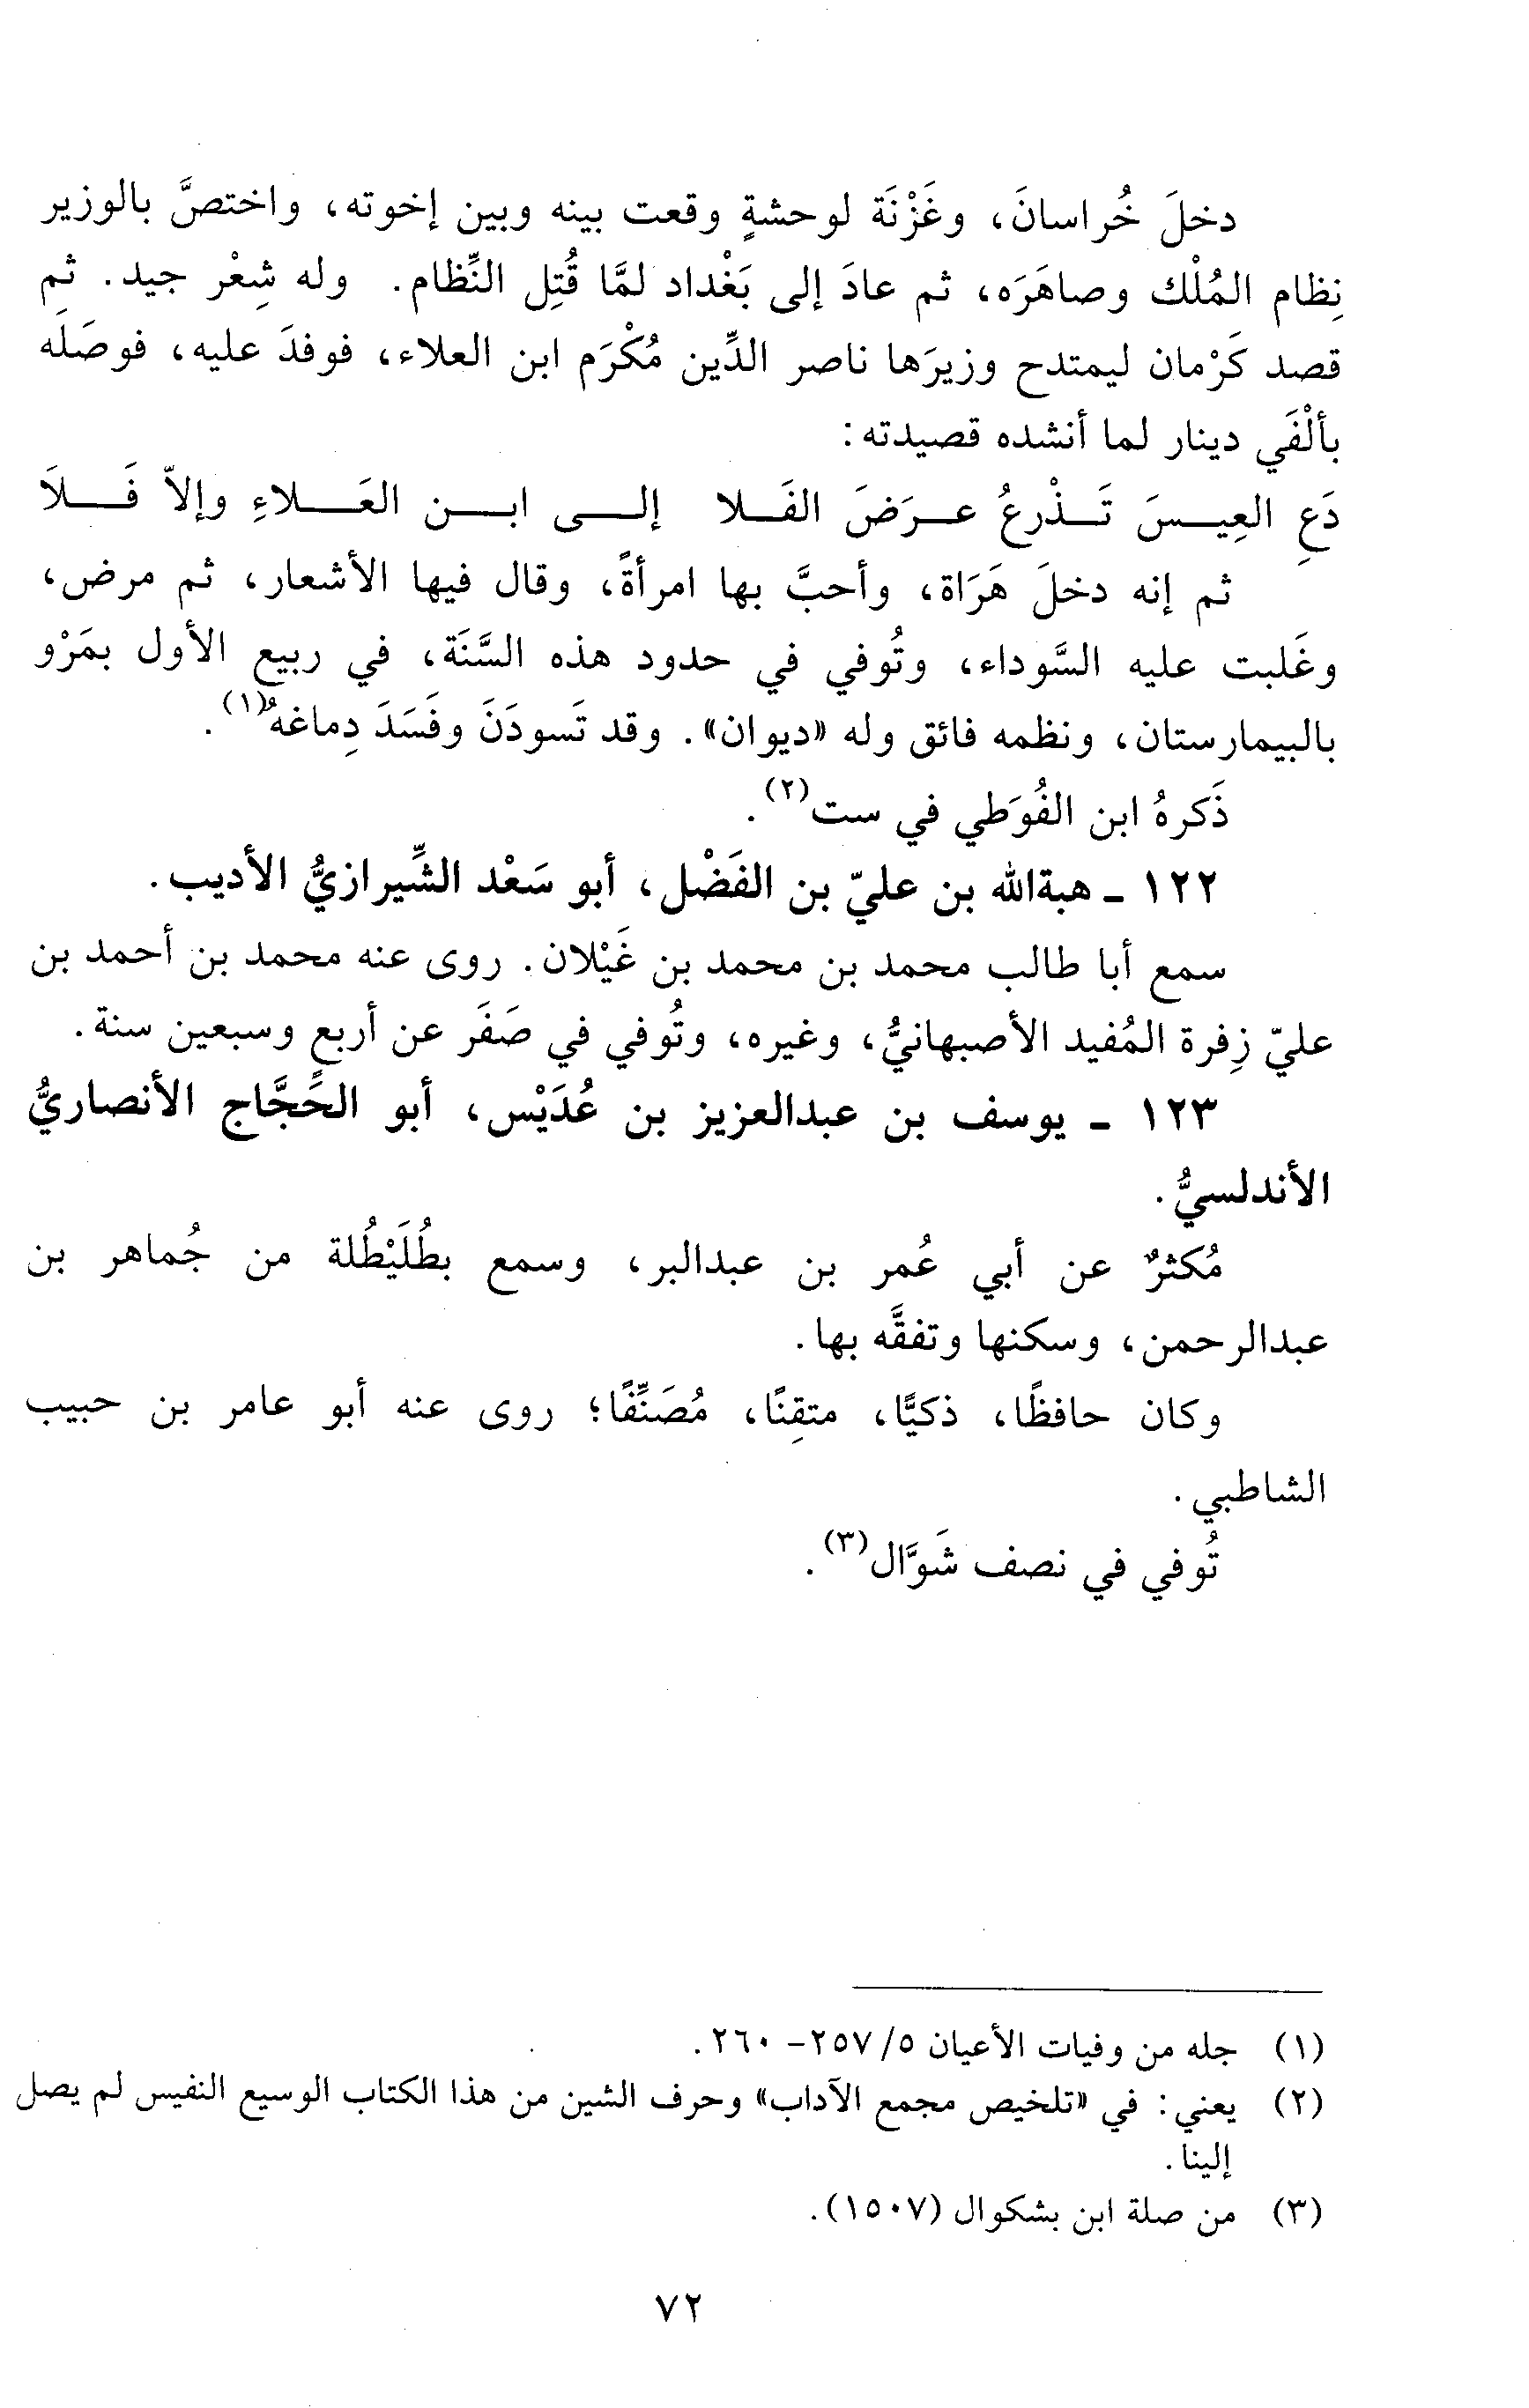 دخلَ خُراسانَ، وغَزْنَة لوحشةٍ وقعت بينه وبين إخوته، واختصَّ بالوزير
نِظام المُلْك وصاهَرَه، ثم عادَ إلى بَغْداد لمَّا قُتِل النِّظام. وله شِعْر جيد. ثم
قصد كَرْمان ليمتدح وزيرَها ناصر الدِّين مُكْرَم ابن العلاء، فوفدَ عليه، فوصَلَه
بألْفَي دينار لما أنشده قصيدته:
دَعِ العِيسَ تَذْرعُ عرَضَ الفَلا إلى ابن العَلاءِ وإلاّ فَلاَ
ثم إنه دخلَ هَرَاة، وأحبَّ بها امرأةً، وقال فيها الأشعار، ثم مرض،
وغَلبت عليه السَّوداء، وتُوفي في حدود هذه السَّنَة، في ربيع الأول بمَرْو
بالبيمارستان، ونظمه فائق وله «ديوان». وقد تَسودَنَ وفَسَدَ دِماغهُ(١).
ذَكرهُ ابن الفُوَطي في ست(٢).
١٢٢ - هبةالله بن عليّ بن الفَضْل، أبو سَعْد الشِّيرازيُّ الأديب.
سمع أبا طالب محمد بن محمد بن غَيْلان. روى عنه محمد بن أحمد بن
عليّ زِفرة المُفيد الأصبهانيُّ، وغيره، وتُوفي في صَفَر عن أربعٍ وسبعين سنة.
١٢٣ - يوسف بن عبدالعزيز بن عُدَيْس، أبو الحَجَّاج الأنصاريُّ
الأندلسيُّ.
مُكثرٌ عن أبي عُمر بن عبدالبر، وسمع بطُلَيْطُلة من جُماهر بن
عبدالرحمن، وسكنها وتفقَّه بها.
وكان حافظًا، ذكيًّا، متقِنًا، مُصَنِّفًا؛ روى عنه أبو عامر بن حبيب
الشاطبي.
تُوفي في نصف شَوَّال(٣).
(١) جله من وفيات الأعيان ٥/ ٢٥٧- ٢٦٠.
(٢) يعني: في «تلخيص مجمع الآداب» وحرف الشين من هذا الكتاب الوسيع النفيس لم يصل
إلينا.
(٣) من صلة ابن بشكوال (١٥٠٧).
٧٢